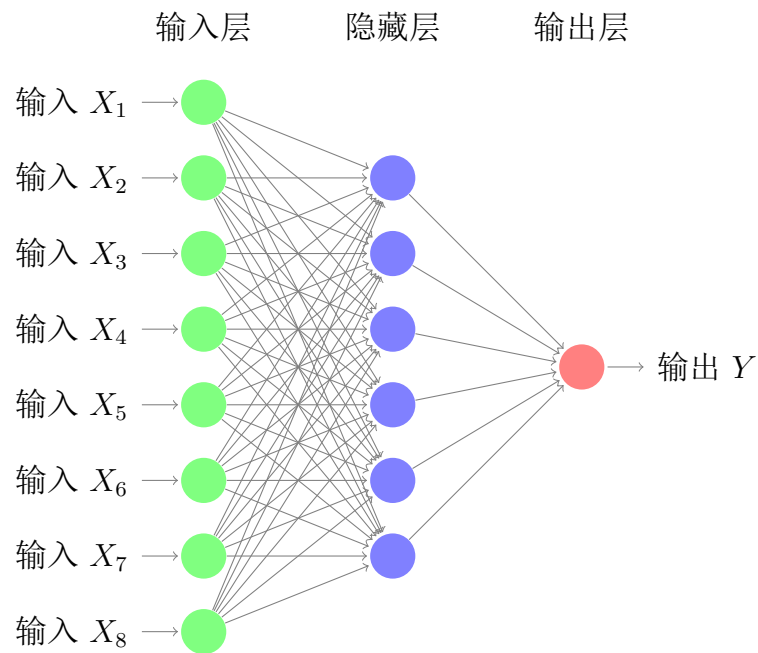 输入层 隐藏层 输出层
输入 X₁
输入 X₂
输入 X₃
输入 X₄
输入 X₅
输入 X₆
输入 X₇
输入 X₈
输出 Y